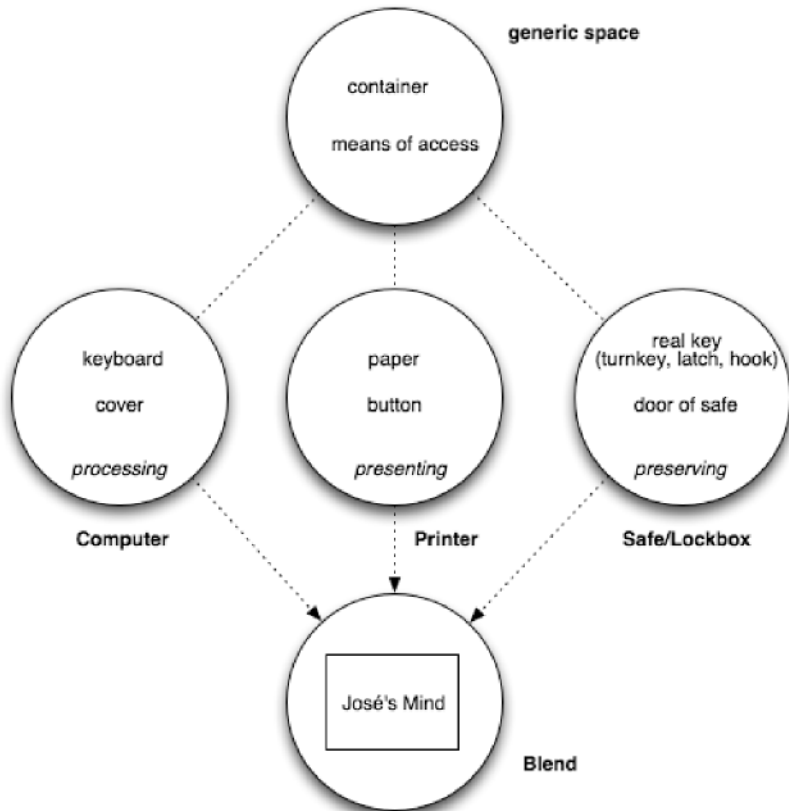 generic space
container
means of access
keyboard
cover
processing
Computer
paper
button
presenting
Printer
real key
(turnkey, latch, hook)
door of safe
preserving
Safe/Lockbox
José's Mind
Blend